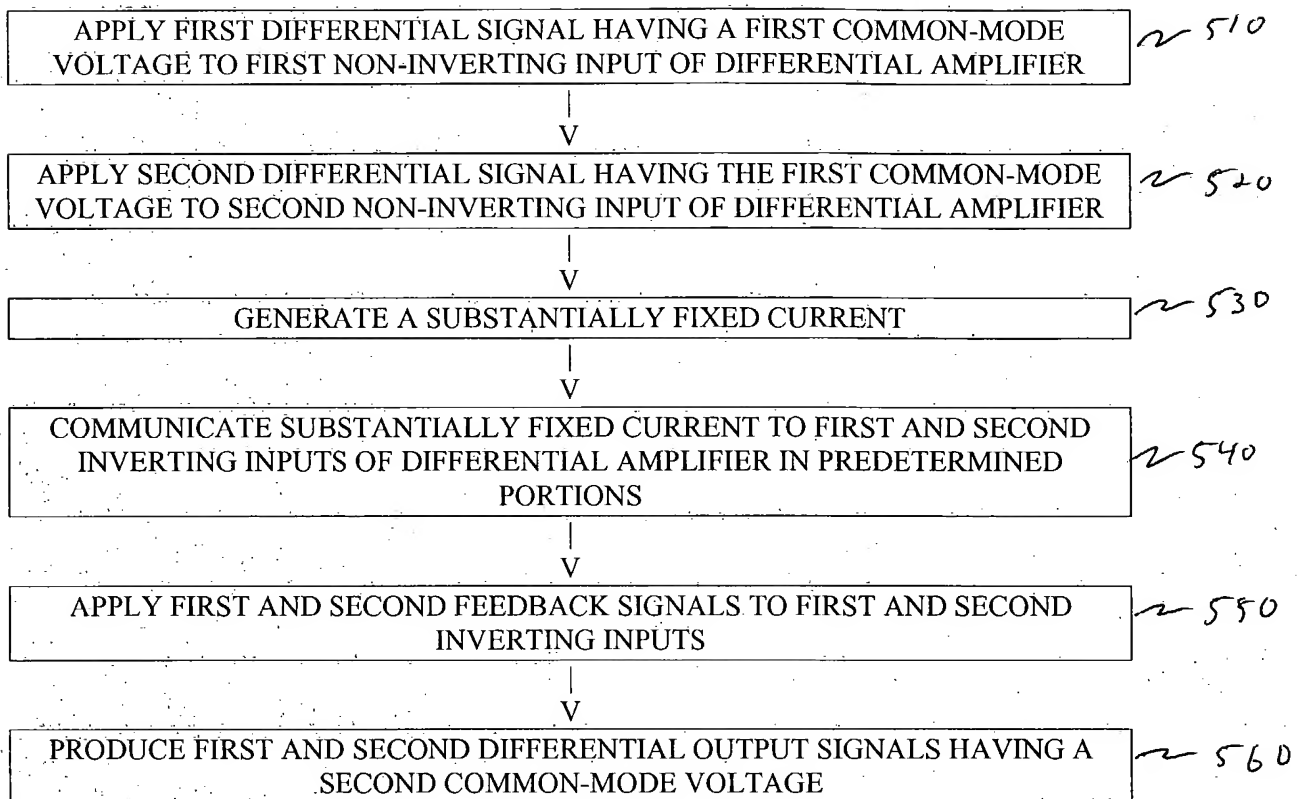 APPLY FIRST DIFFERENTIAL SIGNAL HAVING A FIRST COMMON-MODE
VOLTAGE TO FIRST NON-INVERTING INPUT OF DIFFERENTIAL AMPLIFIER
510
V
APPLY SECOND DIFFERENTIAL SIGNAL HAVING THE FIRST COMMON-MODE
VOLTAGE TO SECOND NON-INVERTING INPUT OF DIFFERENTIAL AMPLIFIER
520
V
GENERATE A SUBSTANTIALLY FIXED CURRENT
530
V
COMMUNICATE SUBSTANTIALLY FIXED CURRENT TO FIRST AND SECOND
INVERTING INPUTS OF DIFFERENTIAL AMPLIFIER IN PREDETERMINED
PORTIONS
540
V
APPLY FIRST AND SECOND FEEDBACK SIGNALS TO FIRST AND SECOND
INVERTING INPUTS
550
V
PRODUCE FIRST AND SECOND DIFFERENTIAL OUTPUT SIGNALS HAVING A
SECOND COMMON-MODE VOLTAGE
560